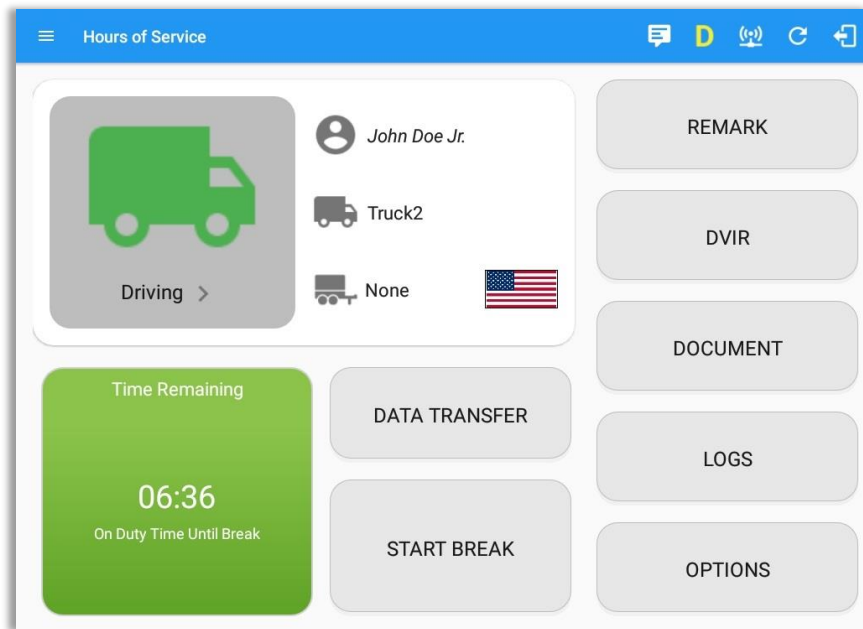 Hours of Service
D
John Doe Jr.
Truck2
None
Driving
REMARK
DVIR
DOCUMENT
LOGS
OPTIONS
Time Remaining
06:36
On Duty Time Until Break
DATA TRANSFER
START BREAK